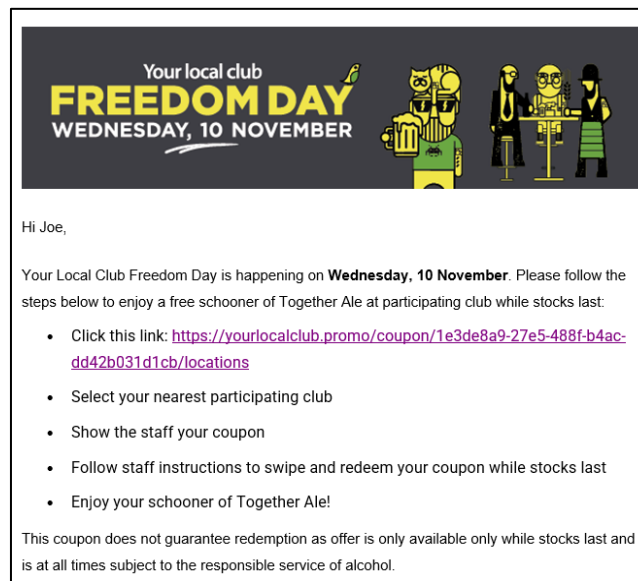 Your local club
FREEDOM DAY
WEDNESDAY, 10 NOVEMBER
Hi Joe,
Your Local Club Freedom Day is happening on Wednesday, 10 November. Please follow the
steps below to enjoy a free schooner of Together Ale at participating club while stocks last:
• Click this link: https://yourlocalclub.promo/coupon/1e3de8a9-27e5-488f-b4ac-
dd42b031d1cb/locations
• Select your nearest participating club
• Show the staff your coupon
• Follow staff instructions to swipe and redeem your coupon while stocks last
• Enjoy your schooner of Together Ale!
This coupon does not guarantee redemption as offer is only available only while stocks last and
is at all times subject to the responsible service of alcohol.